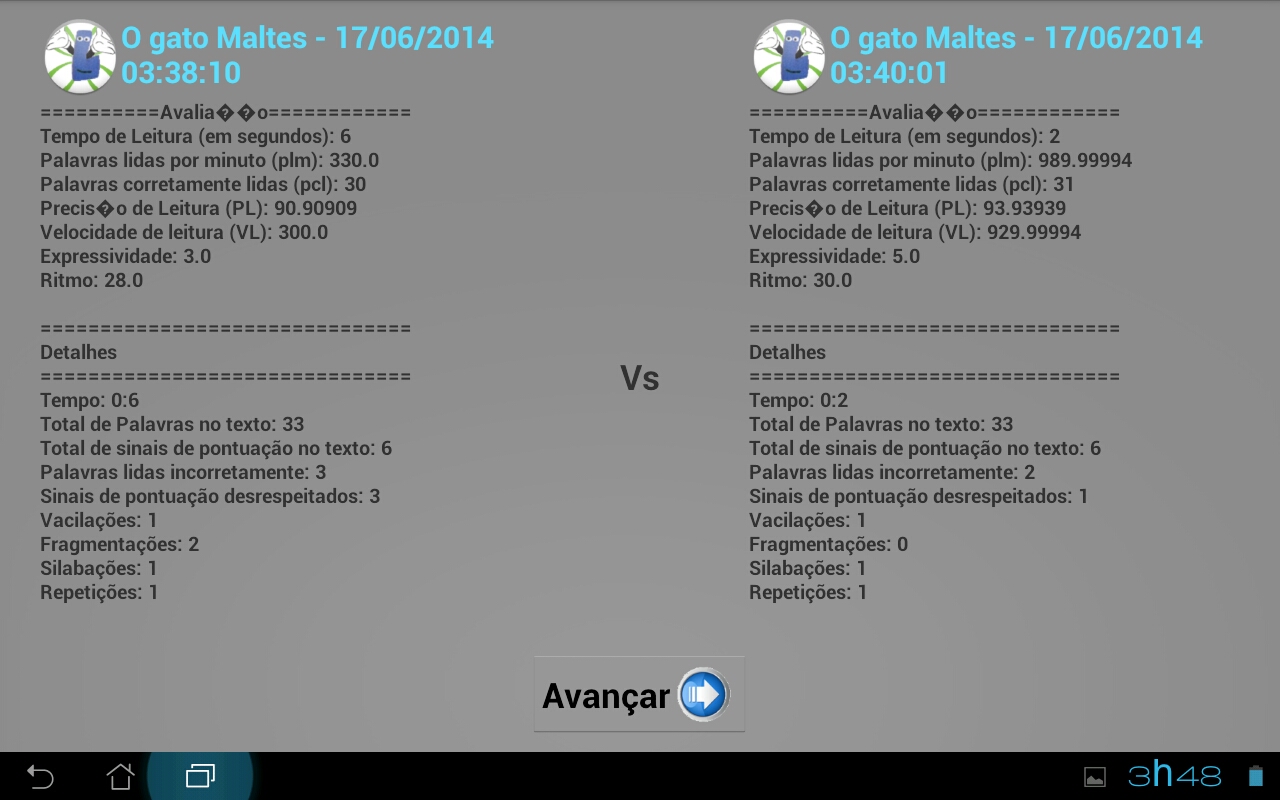 O gato Maltes - 17/06/2014
03:38:10
==========Avalia��o============
Tempo de Leitura (em segundos): 6
Palavras lidas por minuto (plm): 330.0
Palavras corretamente lidas (pcl): 30
Precis�o de Leitura (PL): 90.90909
Velocidade de leitura (VL): 300.0
Expressividade: 3.0
Ritmo: 28.0
===============================
Detalhes
===============================
Tempo: 0:6
Total de Palavras no texto: 33
Total de sinais de pontuação no texto: 6
Palavras lidas incorretamente: 3
Sinais de pontuação desrespeitados: 3
Vacilações: 1
Fragmentações: 2
Silabações: 1
Repetições: 1
Vs
O gato Maltes - 17/06/2014
03:40:01
==========Avalia��o============
Tempo de Leitura (em segundos): 2
Palavras lidas por minuto (plm): 989.99994
Palavras corretamente lidas (pcl): 31
Precis�o de Leitura (PL): 93.93939
Velocidade de leitura (VL): 929.99994
Expressividade: 5.0
Ritmo: 30.0
===============================
Detalhes
===============================
Tempo: 0:2
Total de Palavras no texto: 33
Total de sinais de pontuação no texto: 6
Palavras lidas incorretamente: 2
Sinais de pontuação desrespeitados: 1
Vacilações: 1
Fragmentações: 0
Silabações: 1
Repetições: 1
Avançar
3h48